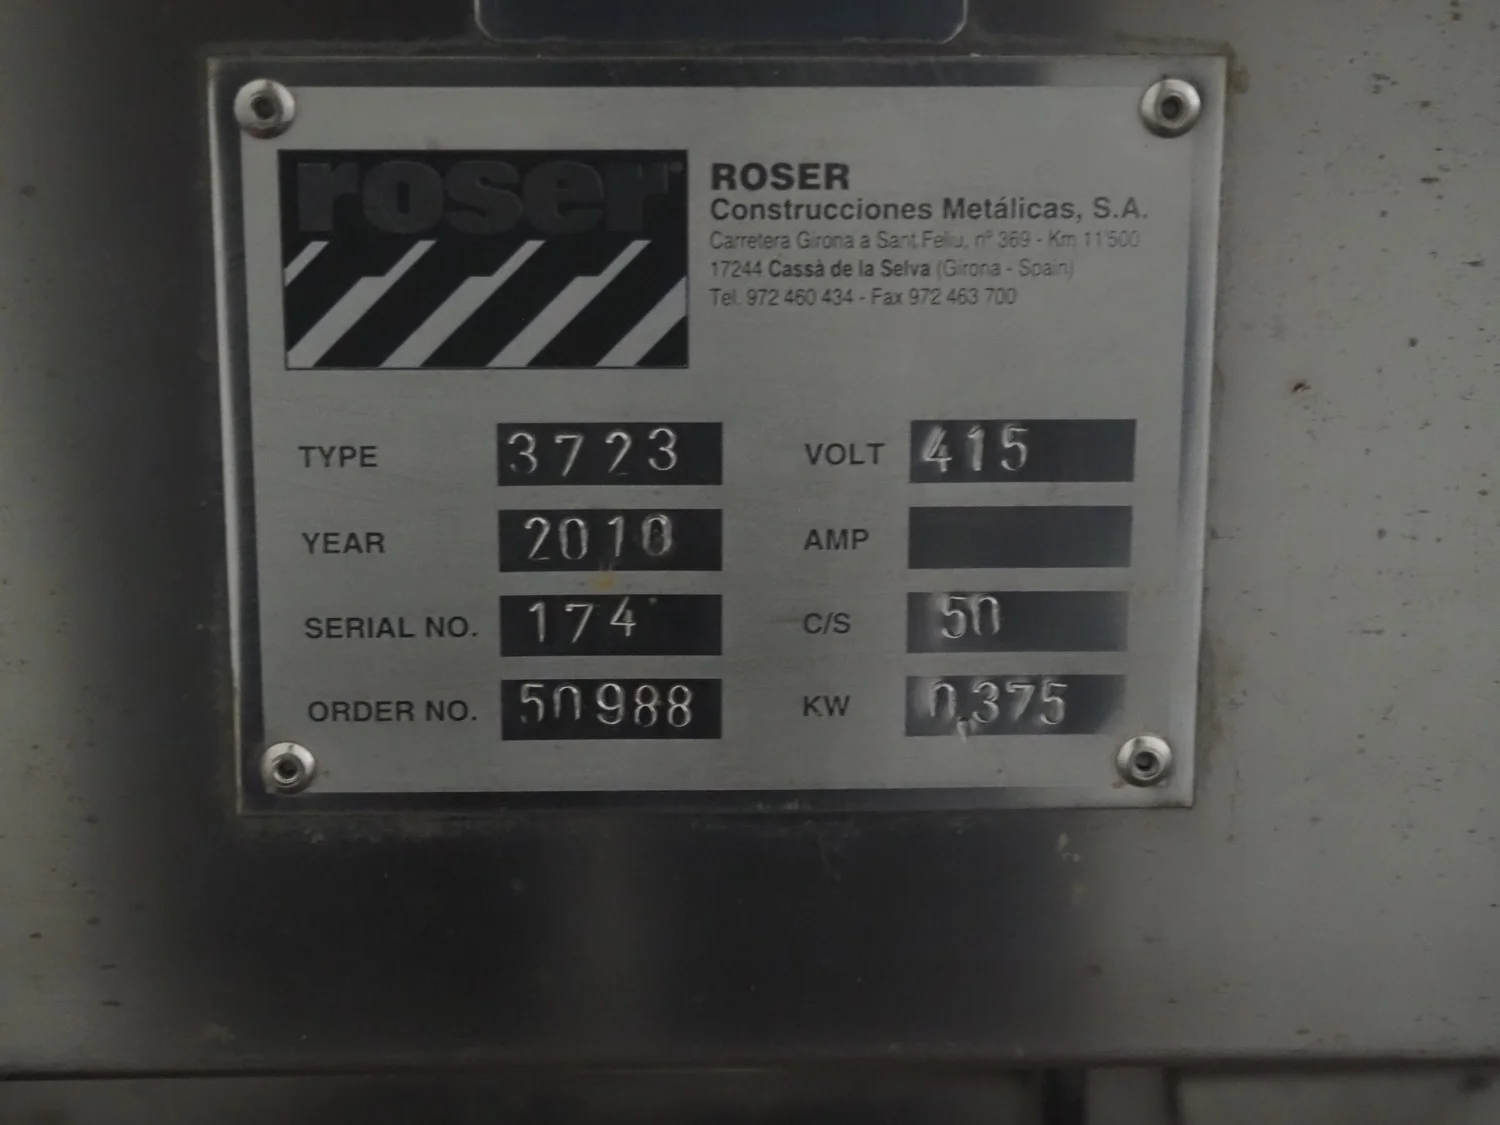 roser®
ROSER
Construcciones Metálicas, S.A.
Carretera Girona a Sant Feliu, nº 369 - Km 11'500
17244 Cassà de la Selva (Girona - Spain)
Tel. 972 460 434 - Fax 972 463 700
TYPE 3723
VOLT 415
YEAR 2010
AMP
SERIAL NO. 174
C/S 50
ORDER NO. 50988
KW 0,375